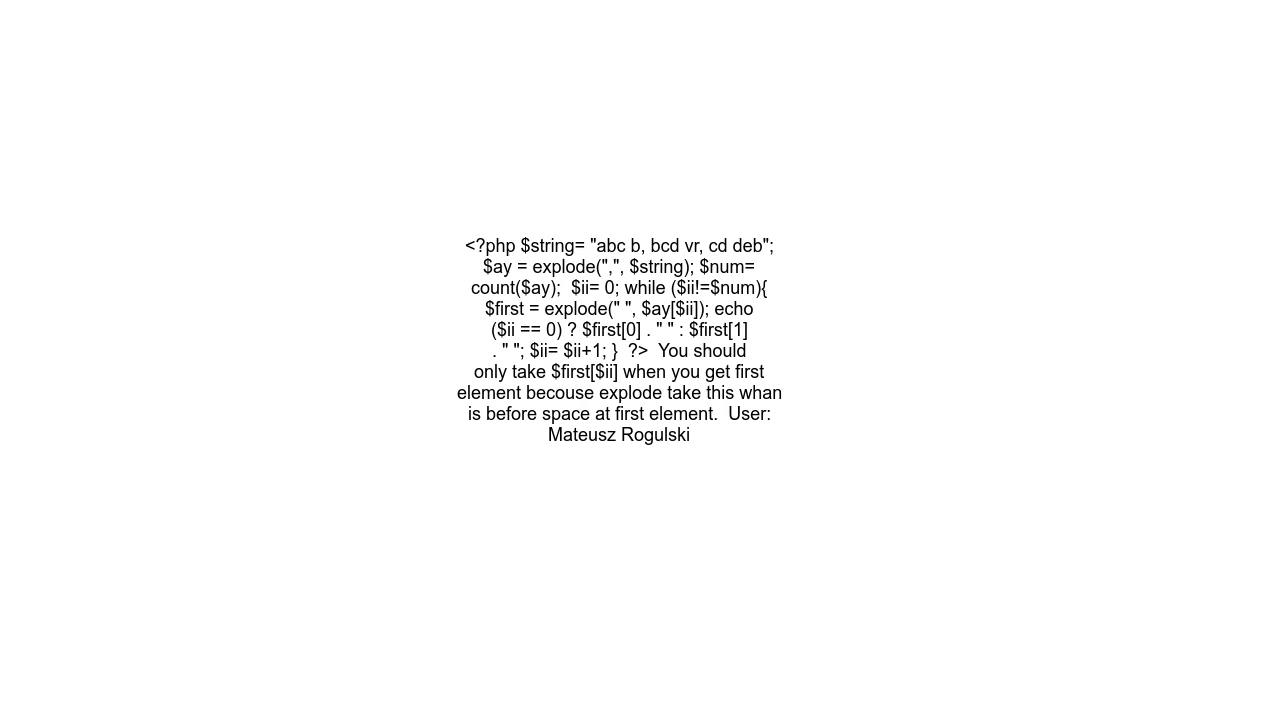 <?php $string= "abc b, bcd vr, cd deb";
$ay = explode(",", $string); $num=
count($ay);  $ii= 0; while ($ii!=$num){
$first = explode(" ", $ay[$ii]); echo
($ii == 0) ? $first[0] . " " : $first[1]
. " "; $ii= $ii+1; }  ?>  You should
only take $first[$ii] when you get first
element becouse explode take this whan
is before space at first element.  User:
Mateusz Rogulski